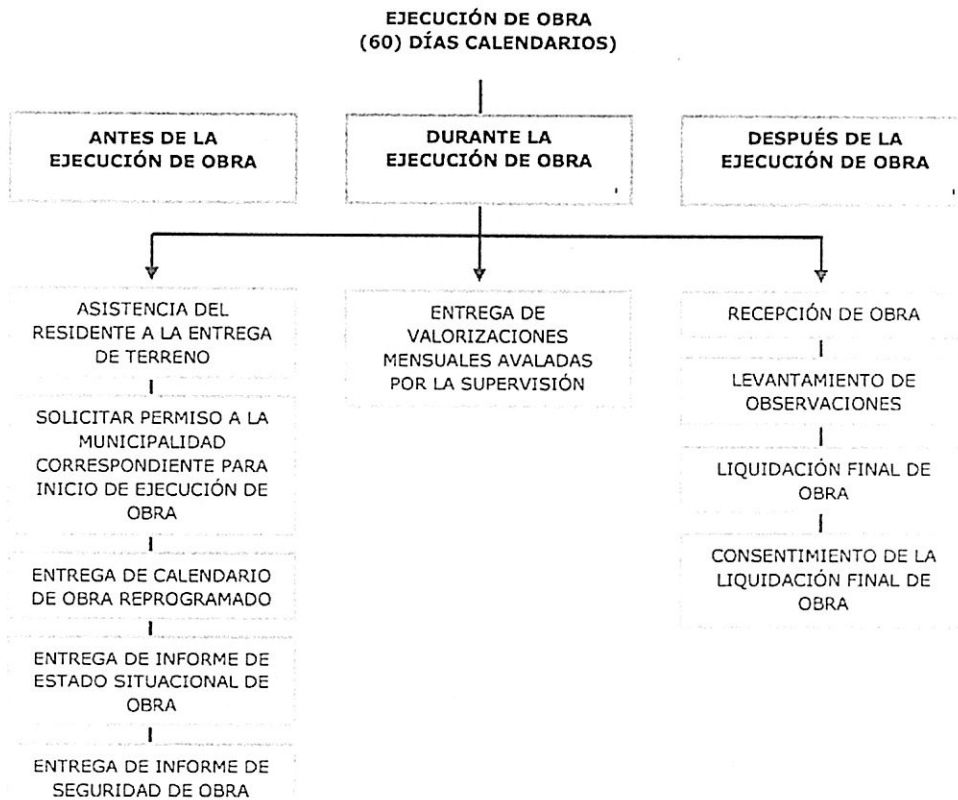 EJECUCIÓN DE OBRA
(60) DÍAS CALENDARIOS)
ANTES DE LA
EJECUCIÓN DE OBRA
DURANTE LA
EJECUCIÓN DE OBRA
DESPUÉS DE LA
EJECUCIÓN DE OBRA
ASISTENCIA DEL
RESIDENTE A LA ENTREGA
DE TERRENO
SOLICITAR PERMISO A LA
MUNICIPALIDAD
CORRESPONDIENTE PARA
INICIO DE EJECUCIÓN DE
OBRA
ENTREGA DE CALENDARIO
DE OBRA REPROGRAMADO
ENTREGA DE INFORME DE
ESTADO SITUACIONAL DE
OBRA
ENTREGA DE INFORME DE
SEGURIDAD DE OBRA
ENTREGA DE
VALORIZACIONES
MENSUALES AVALADAS
POR LA SUPERVISIÓN
RECEPCIÓN DE OBRA
LEVANTAMIENTO DE
OBSERVACIONES
LIQUIDACIÓN FINAL DE
OBRA
CONSENTIMIENTO DE LA
LIQUIDACIÓN FINAL DE
OBRA